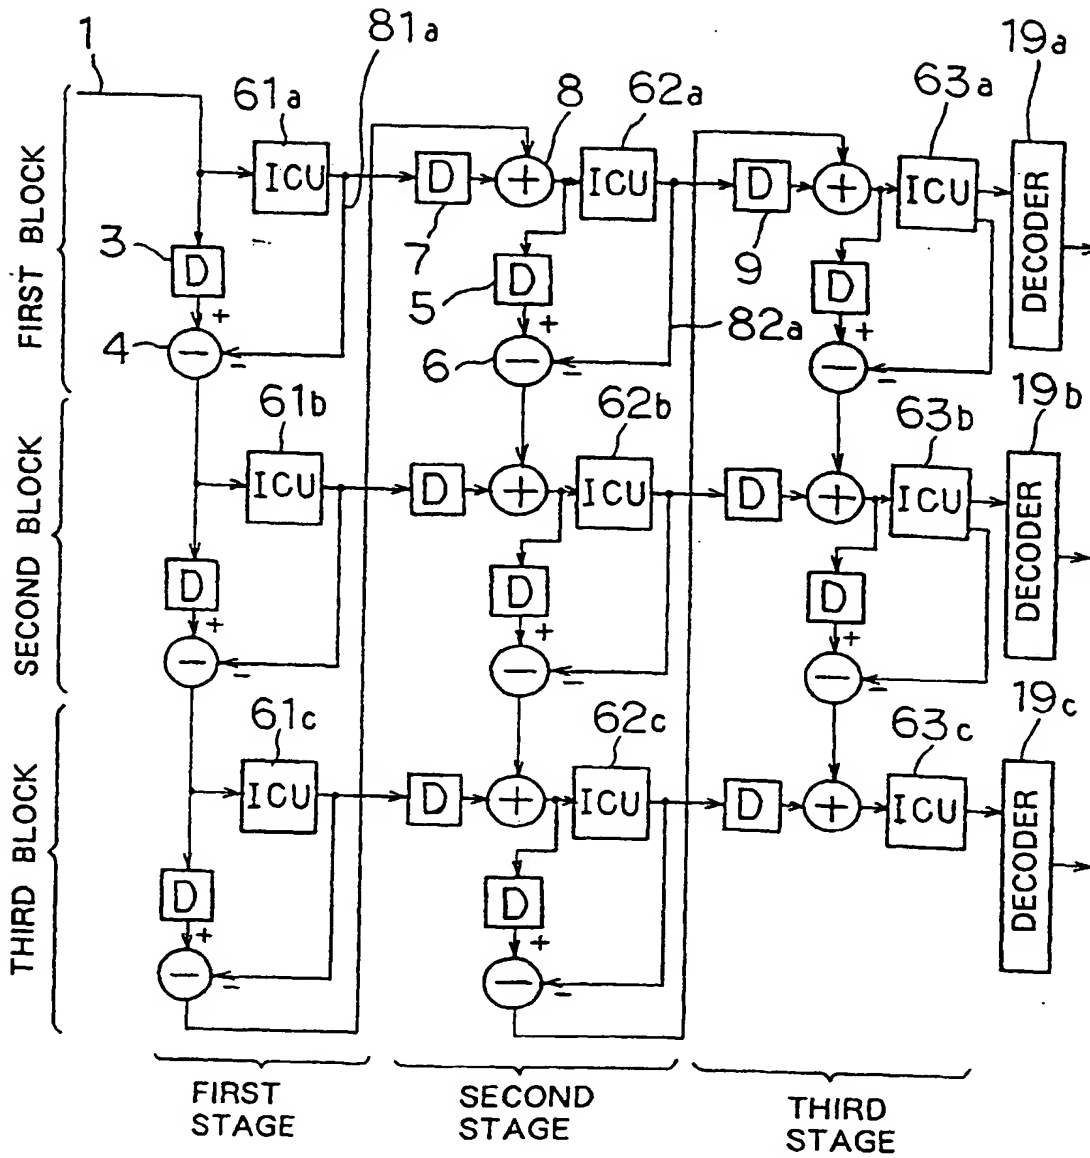 1
81a
61a
8
62a
63a
19a
ICU
D
+
ICU
D
+
ICU
DECODER
FIRST BLOCK
3
D
7
5
D
9
D
+
+
+
4
−
−
6
−
−
82a
−
−
61b
62b
63b
19b
SECOND BLOCK
ICU
D
+
ICU
D
+
ICU
DECODER
D
D
D
+
+
+
−
−
−
−
−
−
61c
62c
63c
19c
THIRD BLOCK
ICU
D
+
ICU
D
+
ICU
DECODER
D
D
+
+
−
−
−
−
FIRST
STAGE
SECOND
STAGE
THIRD
STAGE